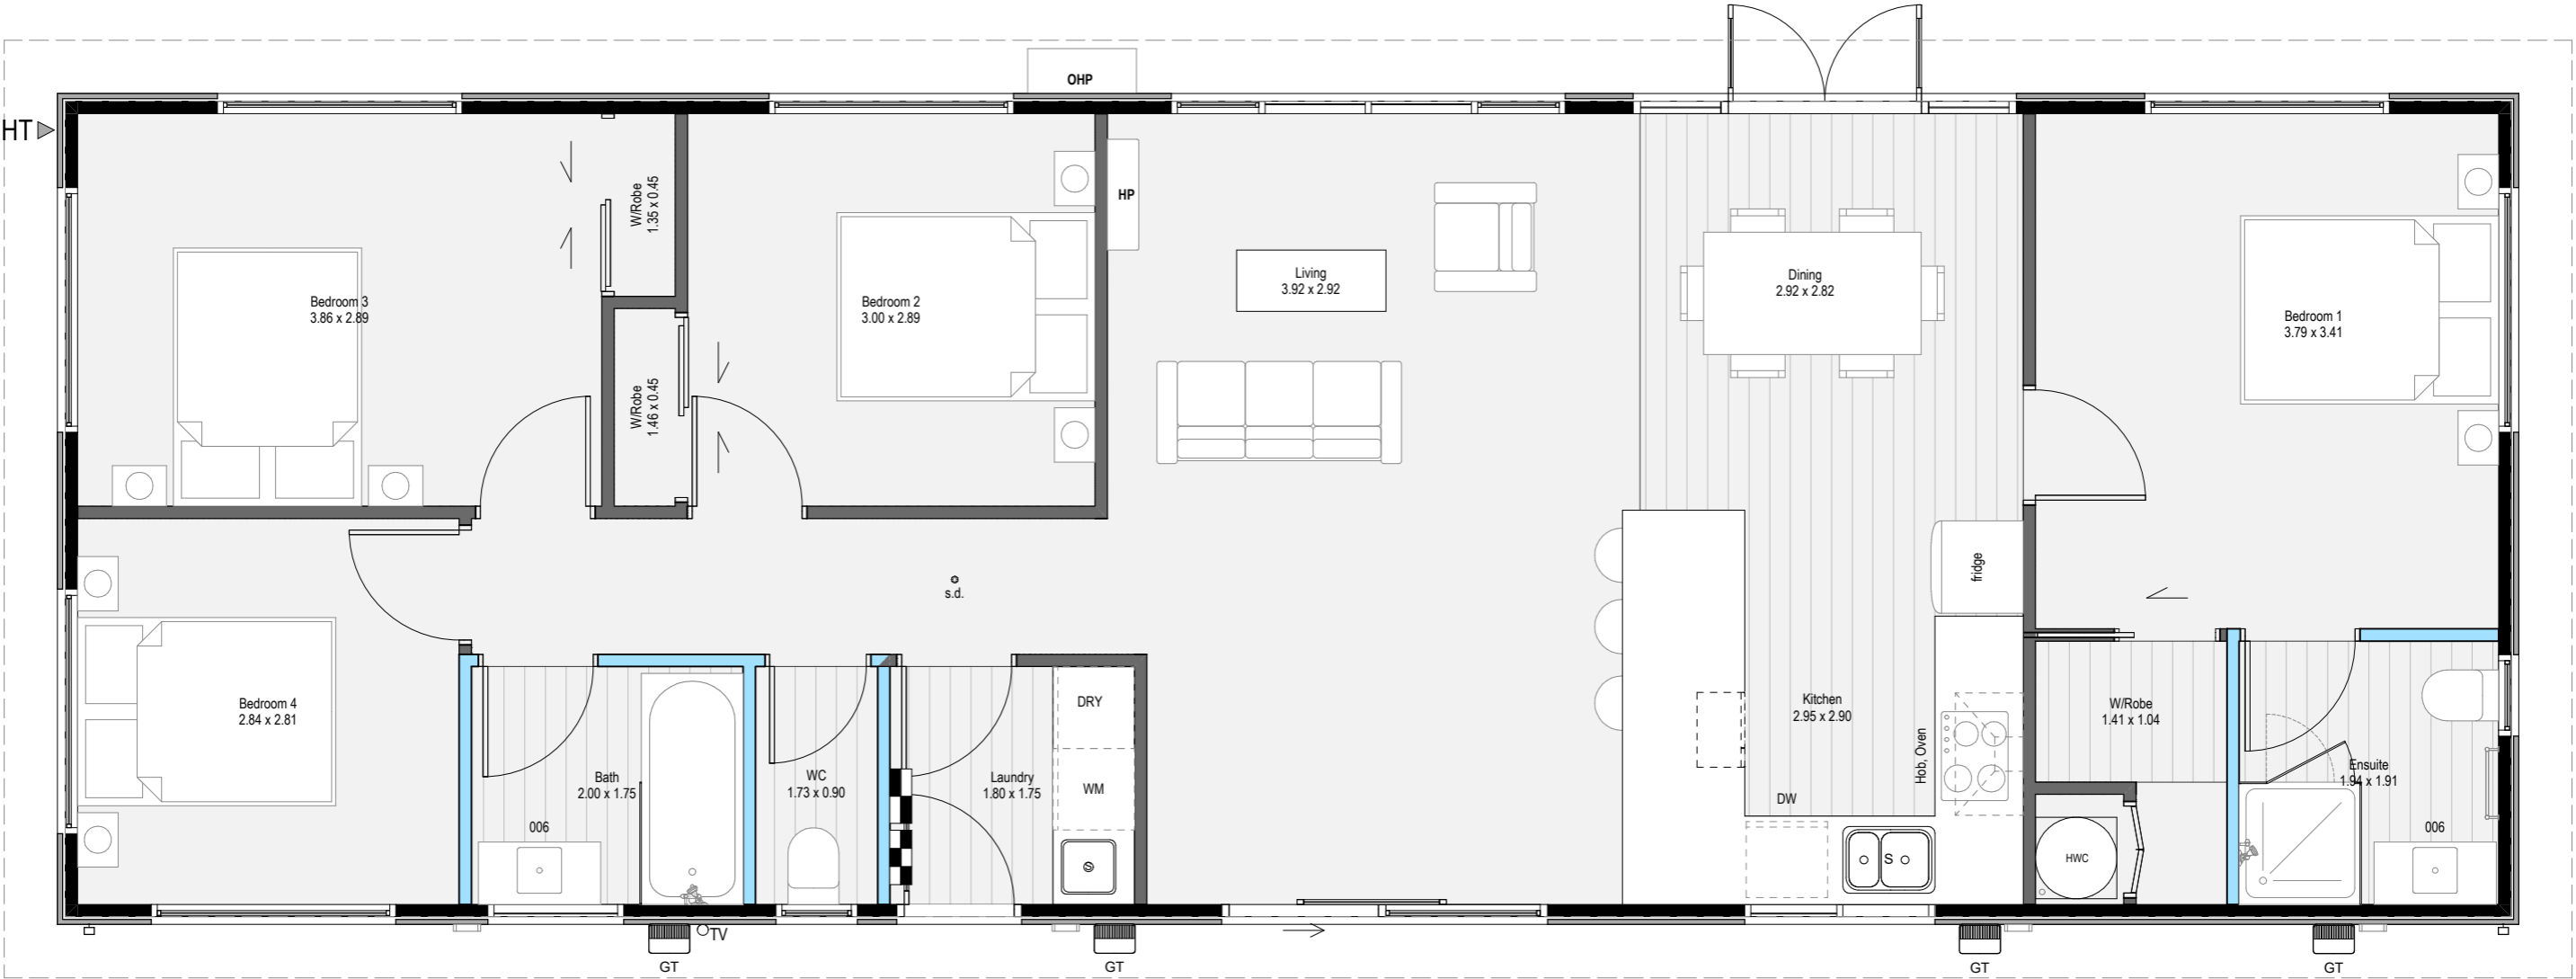 OHP
HT
W/Robe
1.35 x 0.45
HP
Bedroom 3
3.86 x 2.89
Bedroom 2
3.00 x 2.89
Living
3.92 x 2.92
Dining
2.92 x 2.82
Bedroom 1
3.79 x 3.41
W/Robe
1.46 x 0.45
s.d.
fridge
Bedroom 4
2.84 x 2.81
DRY
Kitchen
2.95 x 2.90
W/Robe
1.41 x 1.04
Hob, Oven
Bath
2.00 x 1.75
WC
1.73 x 0.90
Laundry
1.80 x 1.75
WM
DW
Ensuite
1.94 x 1.91
006
006
HWC
S
S
TV
GT
GT
GT
GT